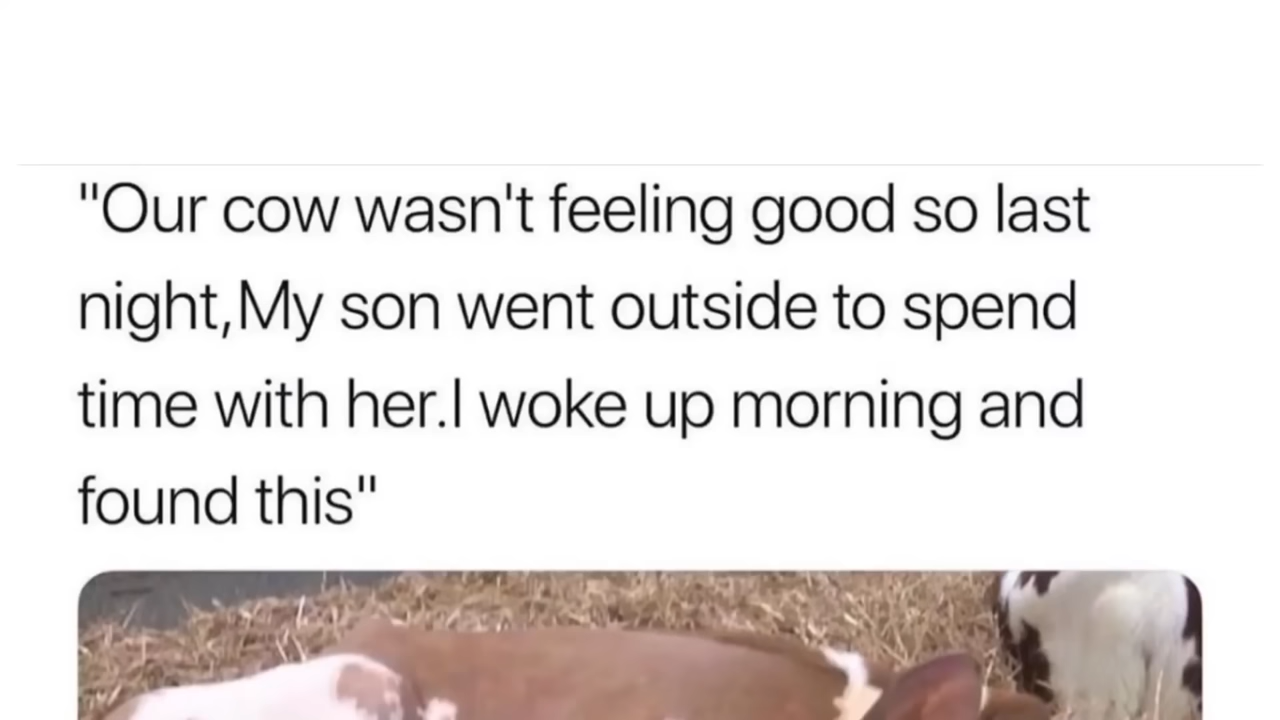 "Our cow wasn't feeling good so last
night,My son went outside to spend
time with her.I woke up morning and
found this"